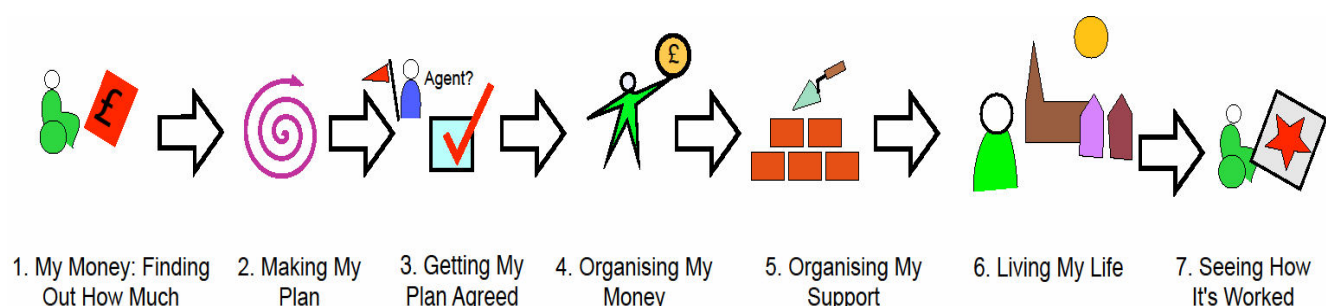 £
Agent?
£
1. My Money: Finding
Out How Much
2. Making My
Plan
3. Getting My
Plan Agreed
4. Organising My
Money
5. Organising My
Support
6. Living My Life
7. Seeing How
It's Worked